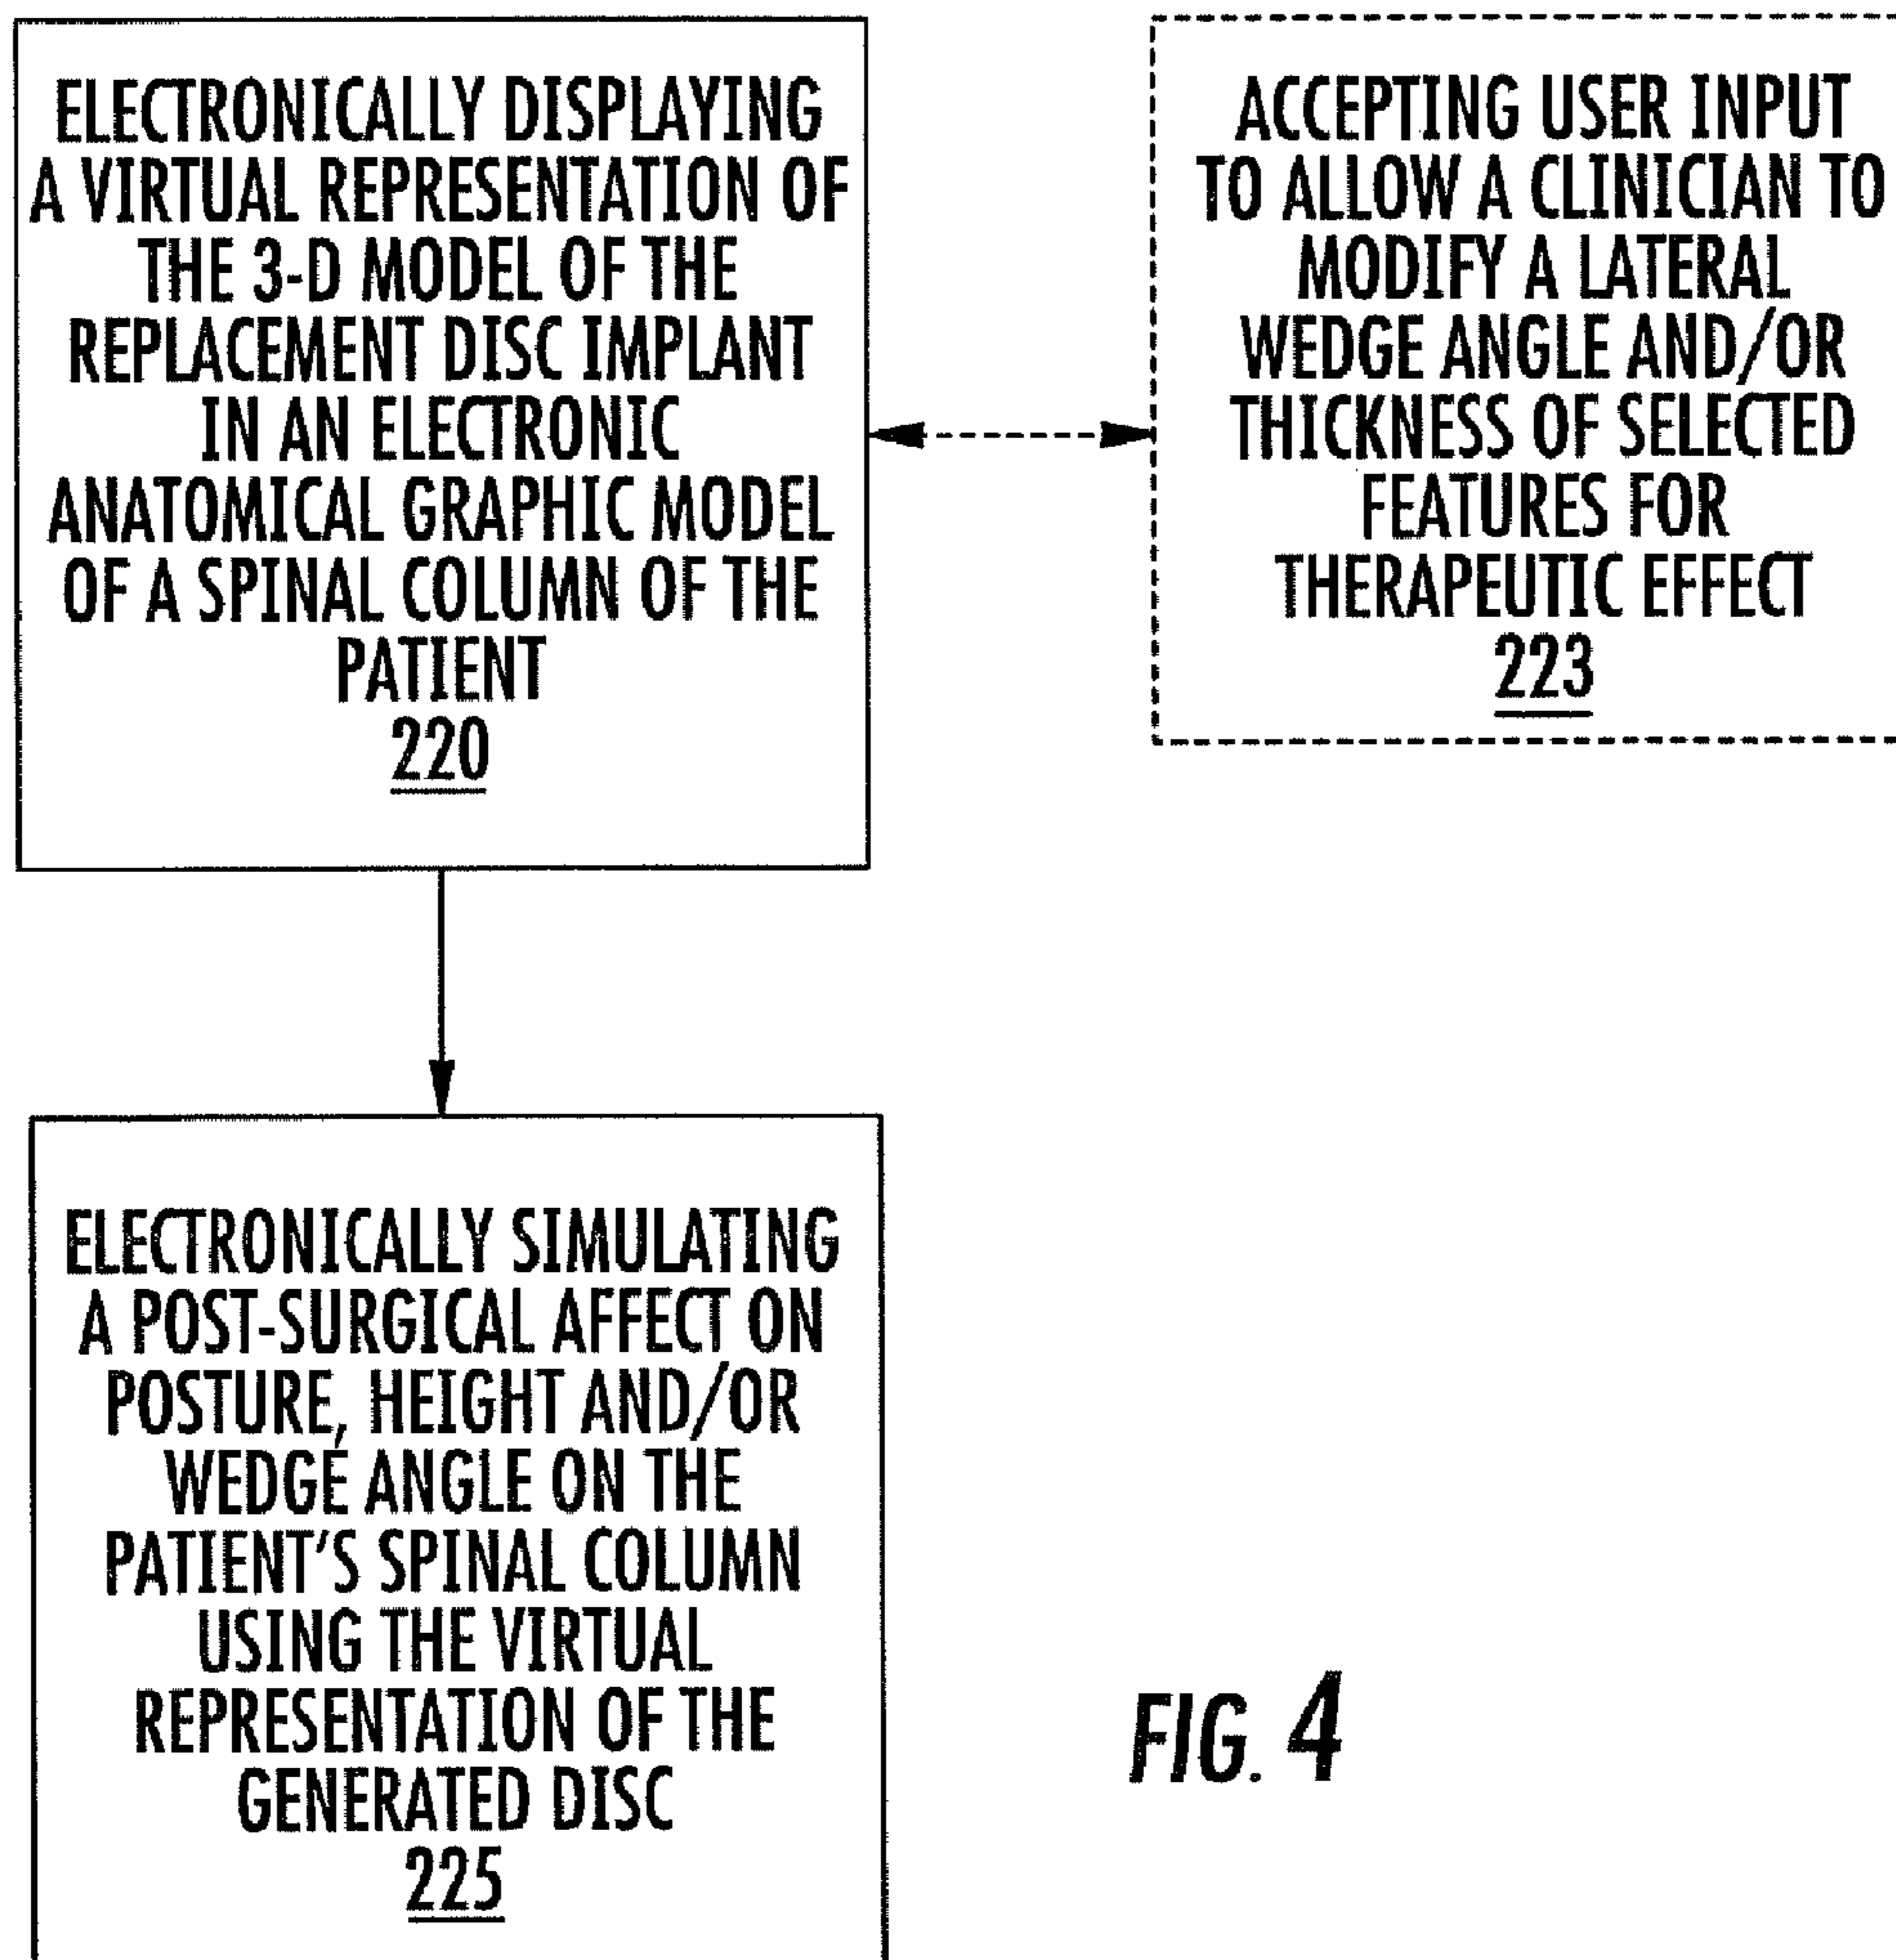 ELECTRONICALLY DISPLAYING
A VIRTUAL REPRESENTATION OF
THE 3-D MODEL OF THE
REPLACEMENT DISC IMPLANT
IN AN ELECTRONIC
ANATOMICAL GRAPHIC MODEL
OF A SPINAL COLUMN OF THE
PATIENT
220
ACCEPTING USER INPUT
TO ALLOW A CLINICIAN TO
MODIFY A LATERAL
WEDGE ANGLE AND/OR
THICKNESS OF SELECTED
FEATURES FOR
THERAPEUTIC EFFECT
223
ELECTRONICALLY SIMULATING
A POST-SURGICAL AFFECT ON
POSTURE, HEIGHT AND/OR
WEDGE ANGLE ON THE
PATIENT'S SPINAL COLUMN
USING THE VIRTUAL
REPRESENTATION OF THE
GENERATED DISC
225
FIG. 4